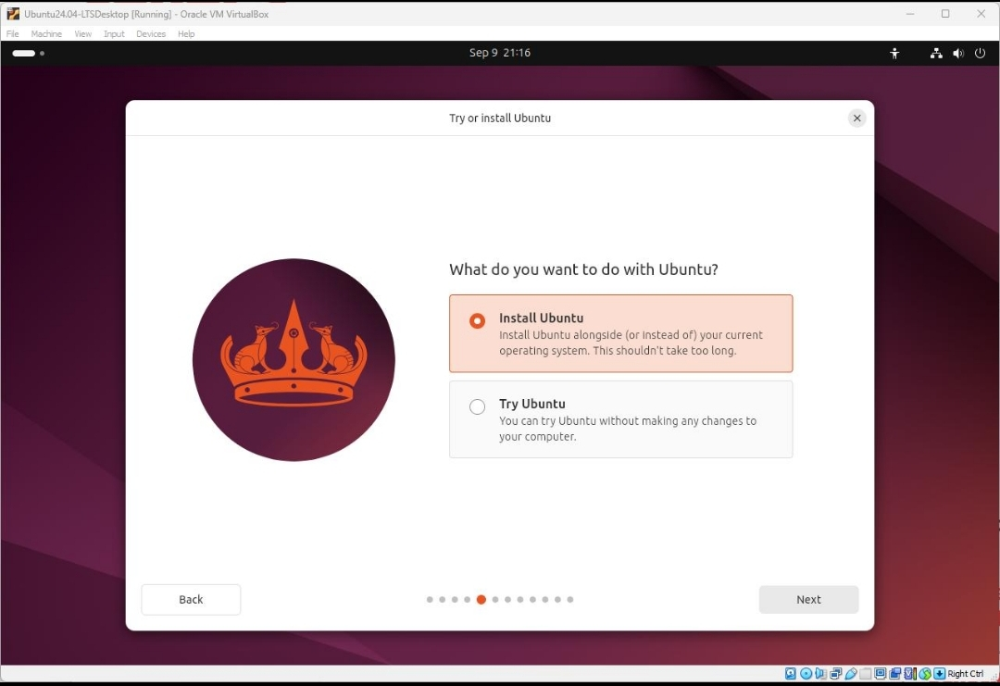 Ubuntu24.04-LTSDesktop [Running] - Oracle VM VirtualBox
File Machine View Input Devices Help
Sep 9 21:16
Try or install Ubuntu
What do you want to do with Ubuntu?
Install Ubuntu
Install Ubuntu alongside (or instead of) your current
operating system. This shouldn't take too long.
Try Ubuntu
You can try Ubuntu without making any changes to
your computer.
Back
Next
Right Ctrl